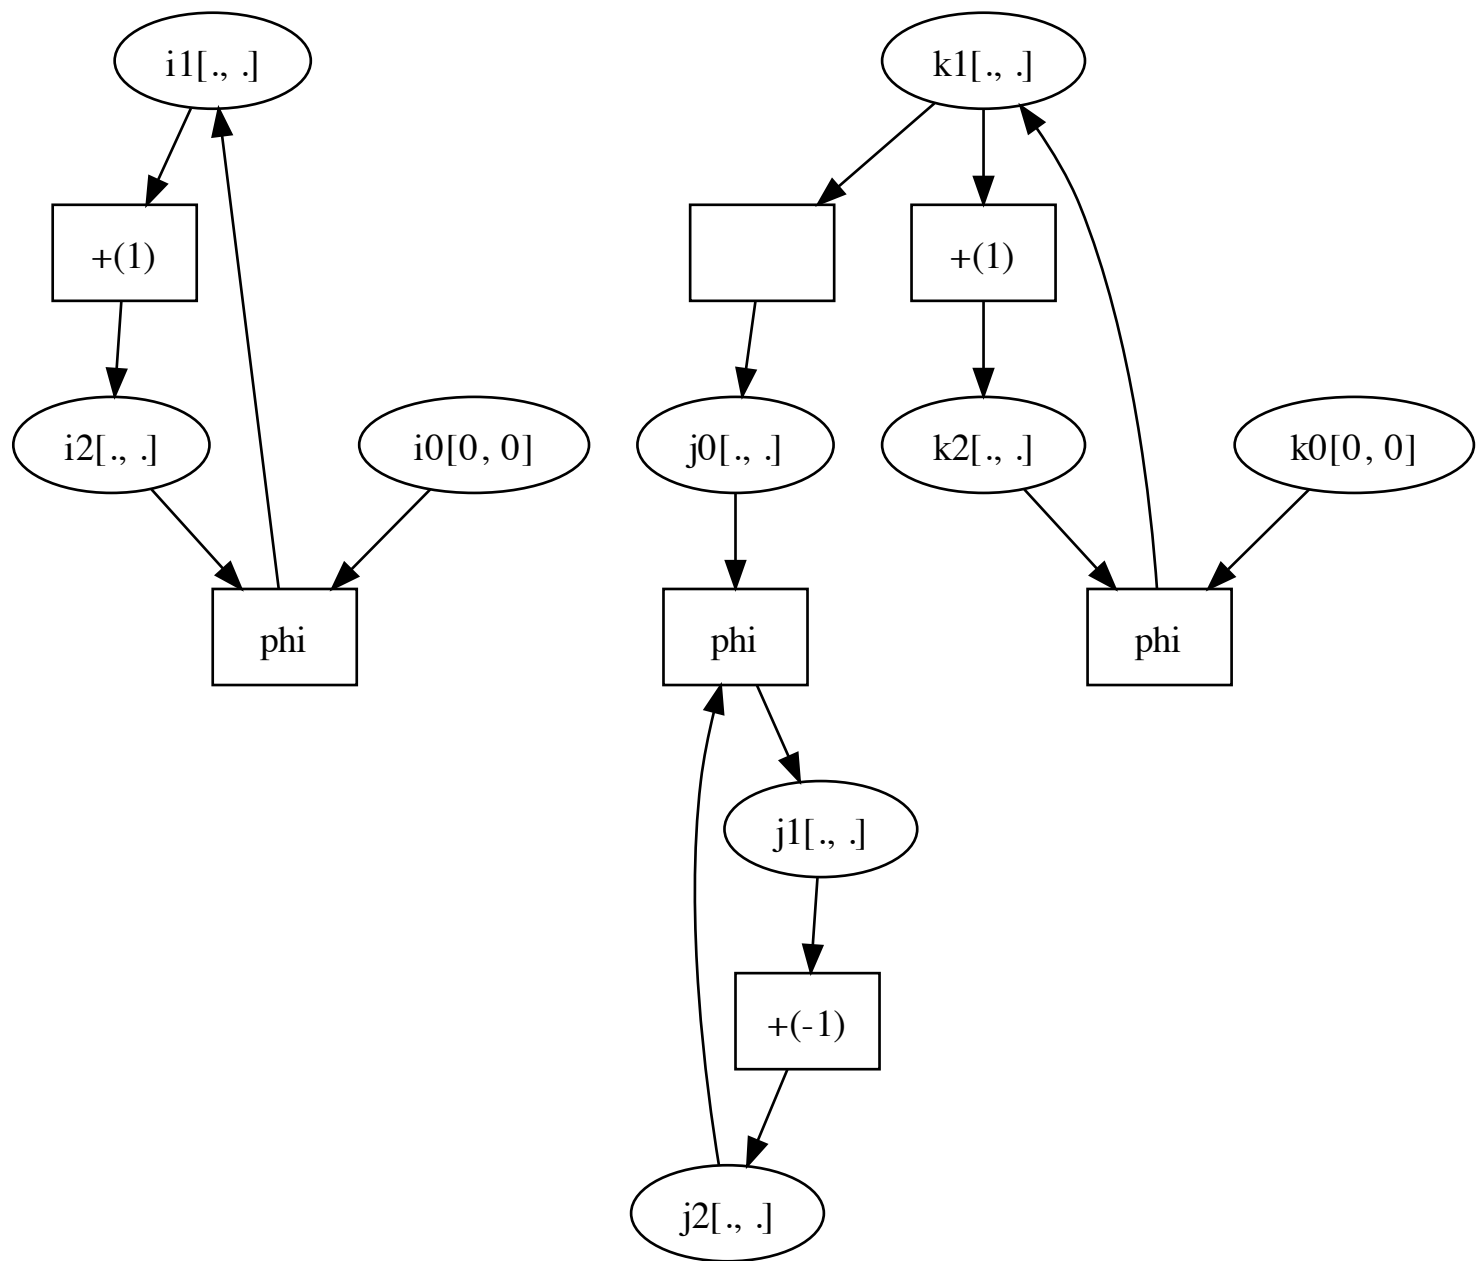 i1[., .]
k1[., .]
+(1)
+(1)
i2[., .]
i0[0, 0]
j0[., .]
k2[., .]
k0[0, 0]
phi
phi
phi
j1[., .]
+(-1)
j2[., .]